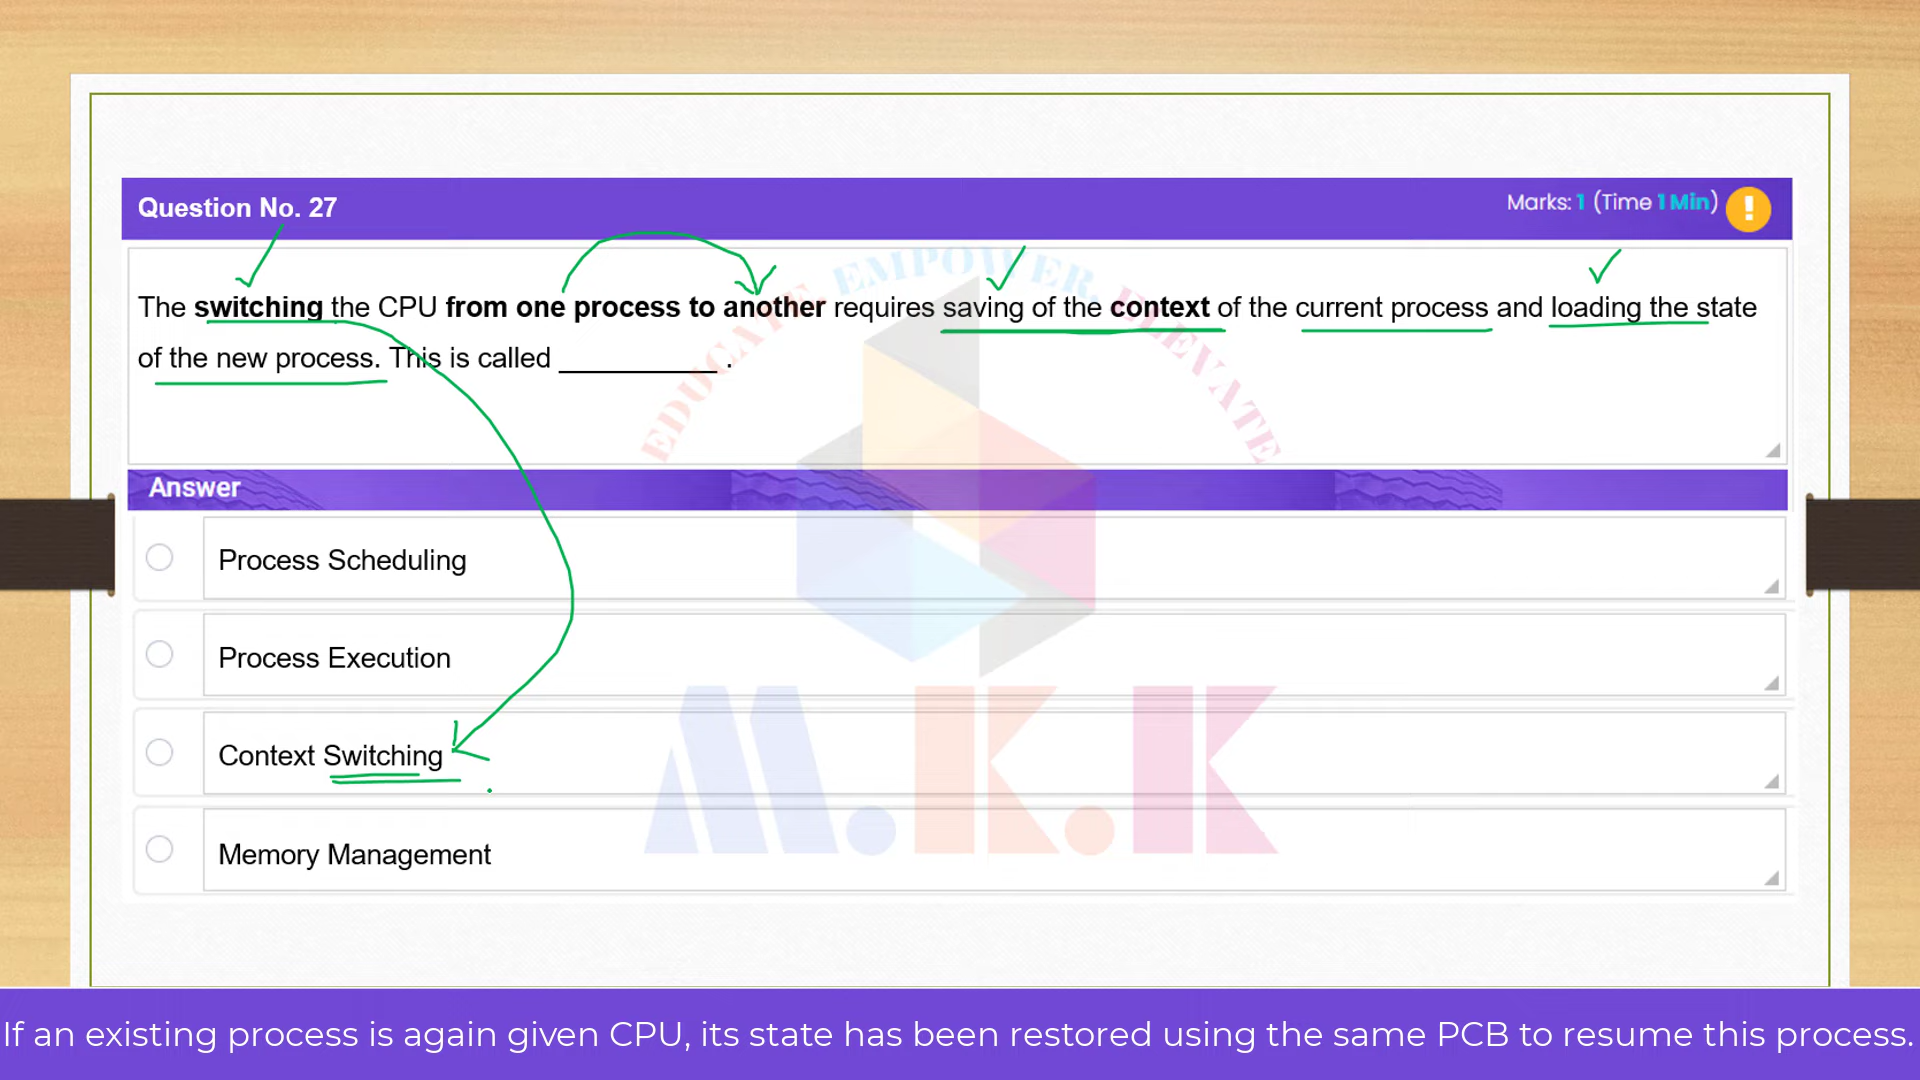 Question No. 27
Marks: 1 (Time 1 Min)
The switching the CPU from one process to another requires saving of the context of the current process and loading the state
of the new process. This is called ___________ .
EDUCATE, EMPOWER, ELEVATE
Answer
Process Scheduling
Process Execution
Context Switching
Memory Management
M.K.K
If an existing process is again given CPU, its state has been restored using the same PCB to resume this process.